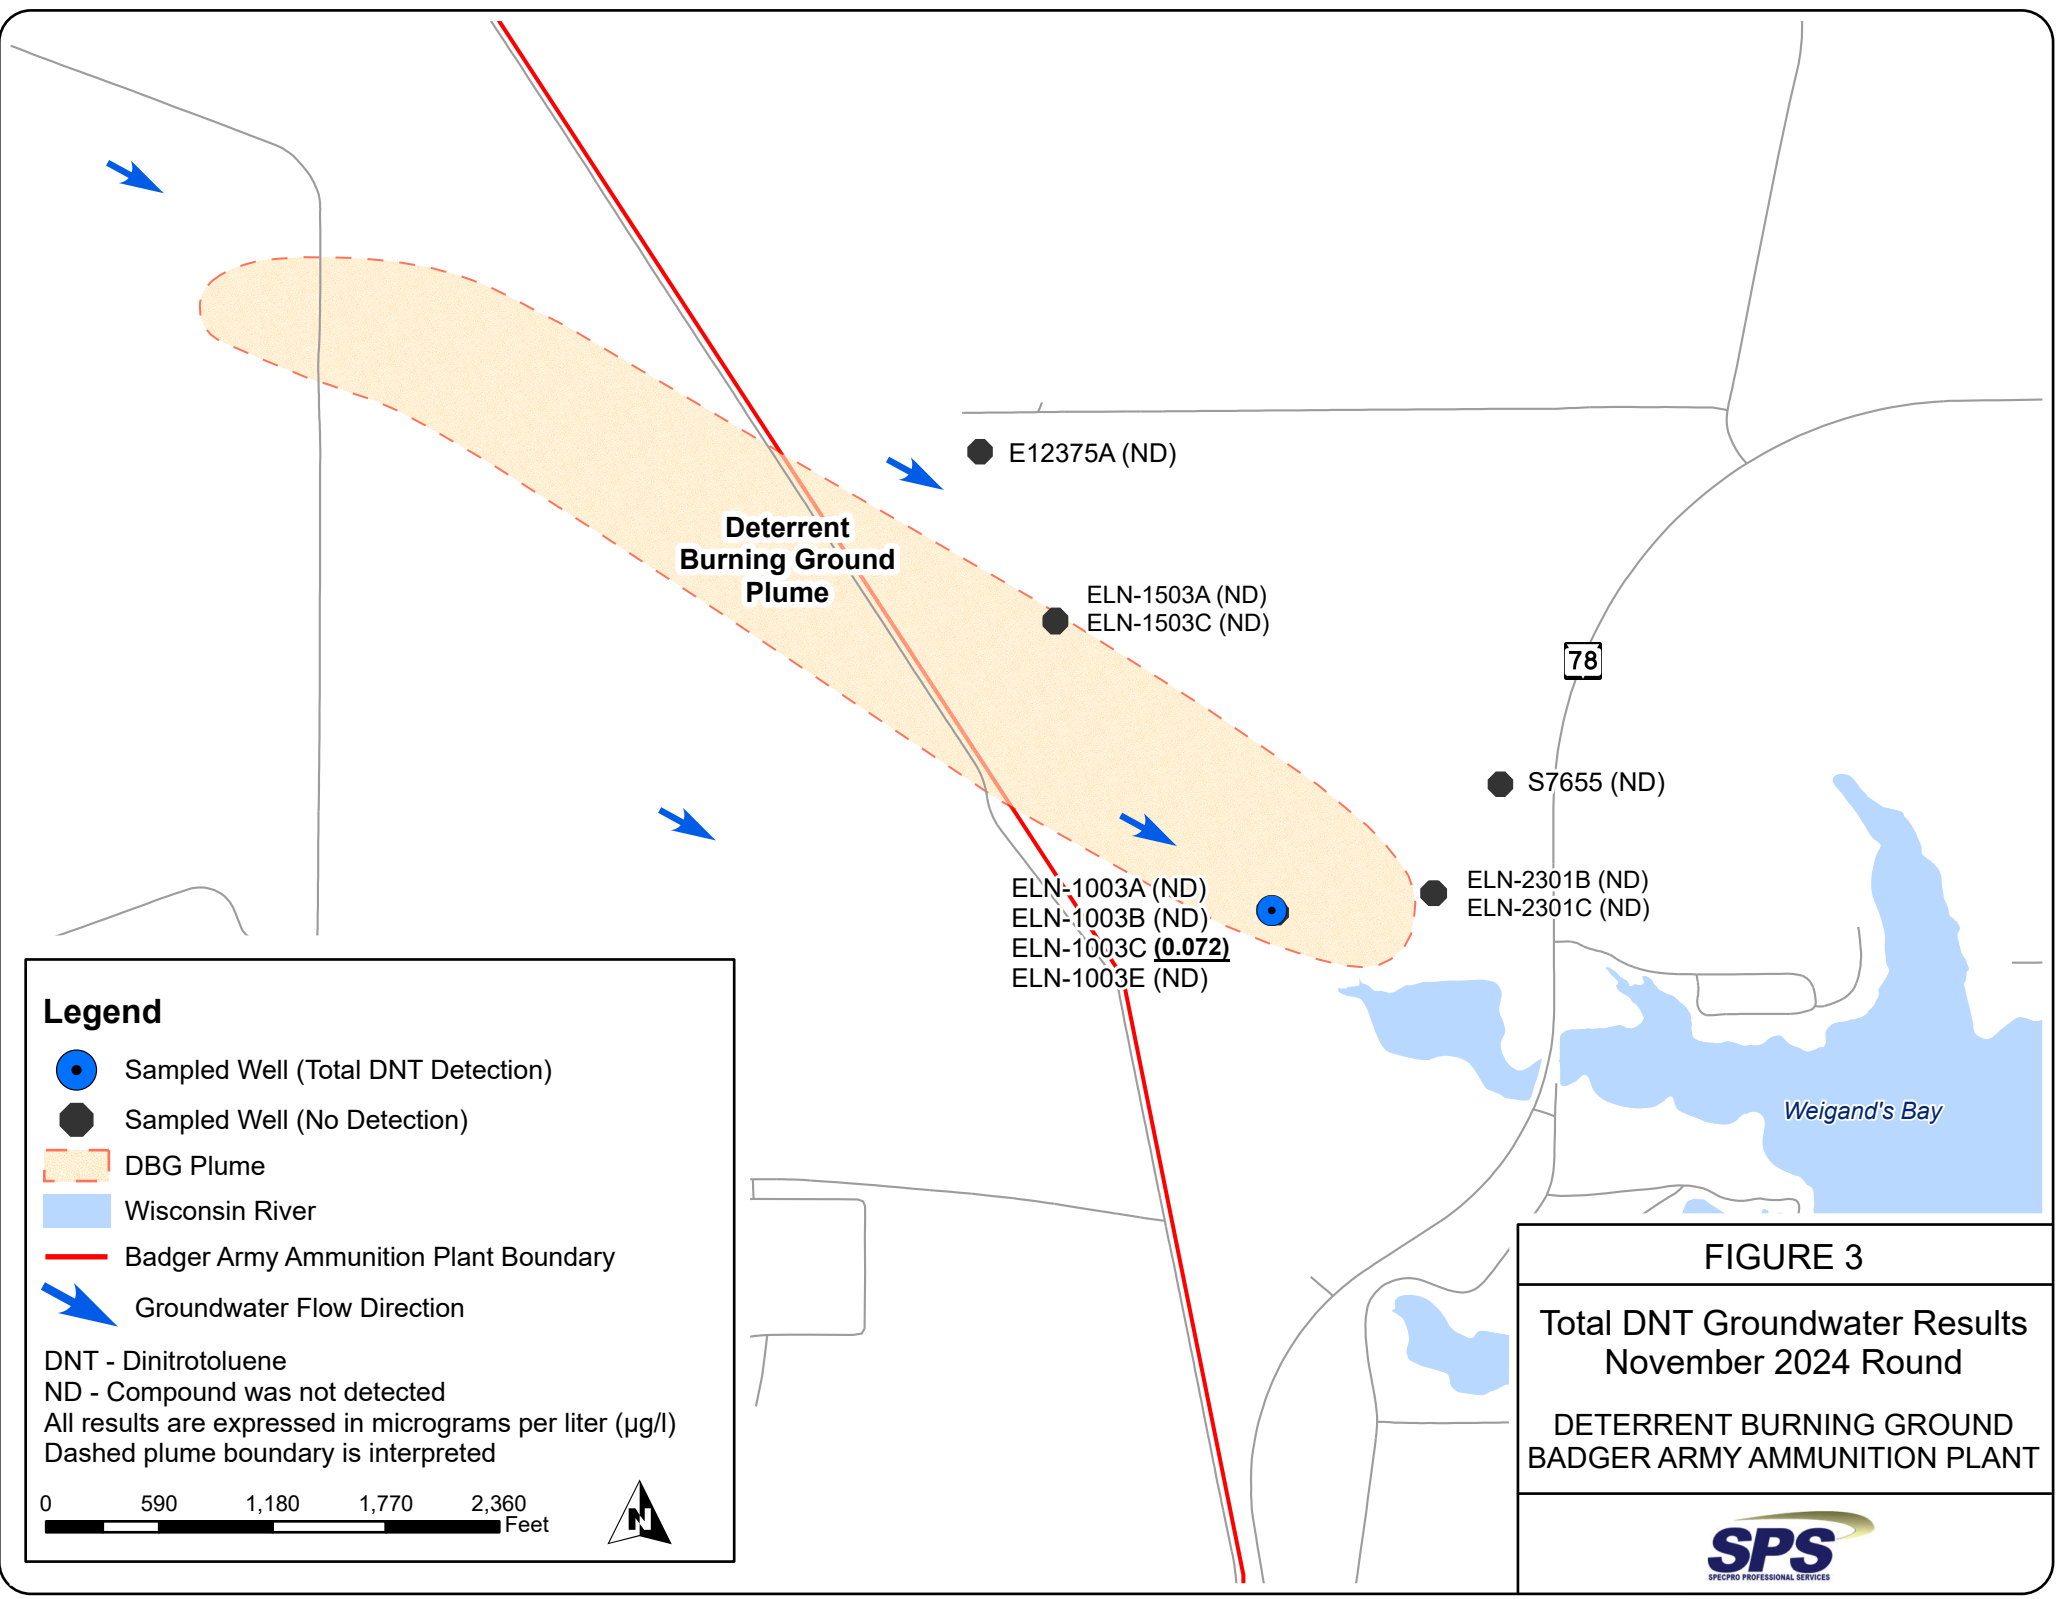 E12375A (ND)
Deterrent
Burning Ground
Plume
ELN-1503A (ND)
ELN-1503C (ND)
78
S7655 (ND)
ELN-1003A (ND)
ELN-1003B (ND)
ELN-1003C (0.072)
ELN-1003E (ND)
ELN-2301B (ND)
ELN-2301C (ND)
Weigand's Bay
Legend
Sampled Well (Total DNT Detection)
Sampled Well (No Detection)
DBG Plume
Wisconsin River
Badger Army Ammunition Plant Boundary
Groundwater Flow Direction
DNT - Dinitrotoluene
ND - Compound was not detected
All results are expressed in micrograms per liter (µg/l)
Dashed plume boundary is interpreted
0 590 1,180 1,770 2,360
Feet
N
FIGURE 3
Total DNT Groundwater Results
November 2024 Round
DETERRENT BURNING GROUND
BADGER ARMY AMMUNITION PLANT
SPS
SPECPRO PROFESSIONAL SERVICES